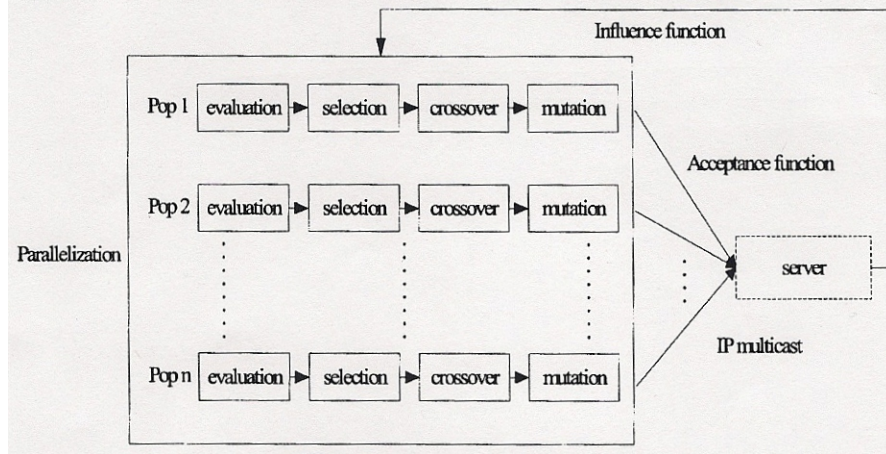 Influence function
Pop 1 evaluation selection crossover mutation
Acceptance function
Pop 2 evaluation selection crossover mutation
Parallelization
server
IP multicast
Pop n evaluation selection crossover mutation